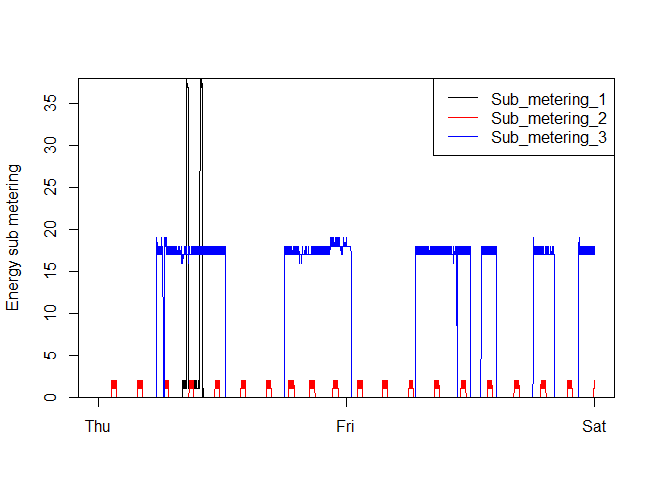 Energy sub metering
35
30
25
20
15
10
5
0
Thu
Fri
Sat
Sub_metering_1
Sub_metering_2
Sub_metering_3